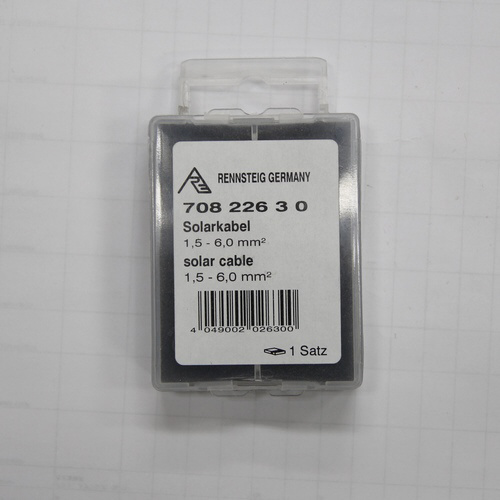 RENNSTEIG GERMANY
708 226 3 0
Solarkabel
1,5 - 6,0 mm²
solar cable
1,5 - 6,0 mm²
4 049002 026300
1 Satz